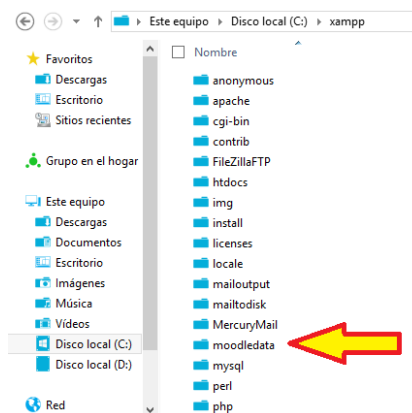 Este equipo › Disco local (C:) › xampp
Nombre
Favoritos
Descargas
Escritorio
Sitios recientes
Grupo en el hogar
Este equipo
Descargas
Documentos
Escritorio
Imágenes
Música
Vídeos
Disco local (C:)
Disco local (D:)
Red
anonymous
apache
cgi-bin
contrib
FileZillaFTP
htdocs
img
install
licenses
locale
mailoutput
mailtodisk
MercuryMail
moodledata
mysql
perl
php